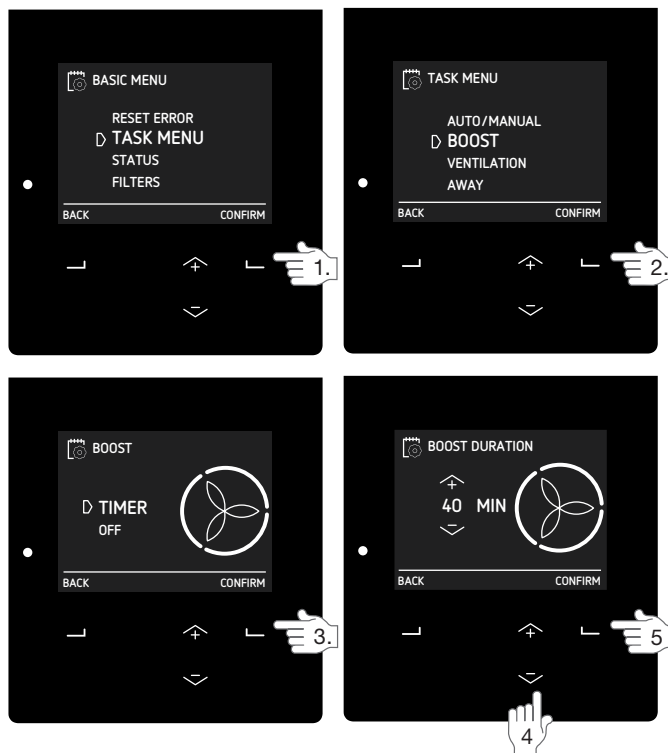 BASIC MENU
RESET ERROR
TASK MENU
STATUS
FILTERS
BACK CONFIRM
+
1.
−
TASK MENU
AUTO/MANUAL
BOOST
VENTILATION
AWAY
BACK CONFIRM
+
2.
−
BOOST
TIMER
OFF
BACK CONFIRM
+
3.
−
BOOST DURATION
+
40 MIN
−
BACK CONFIRM
+
5
−
4